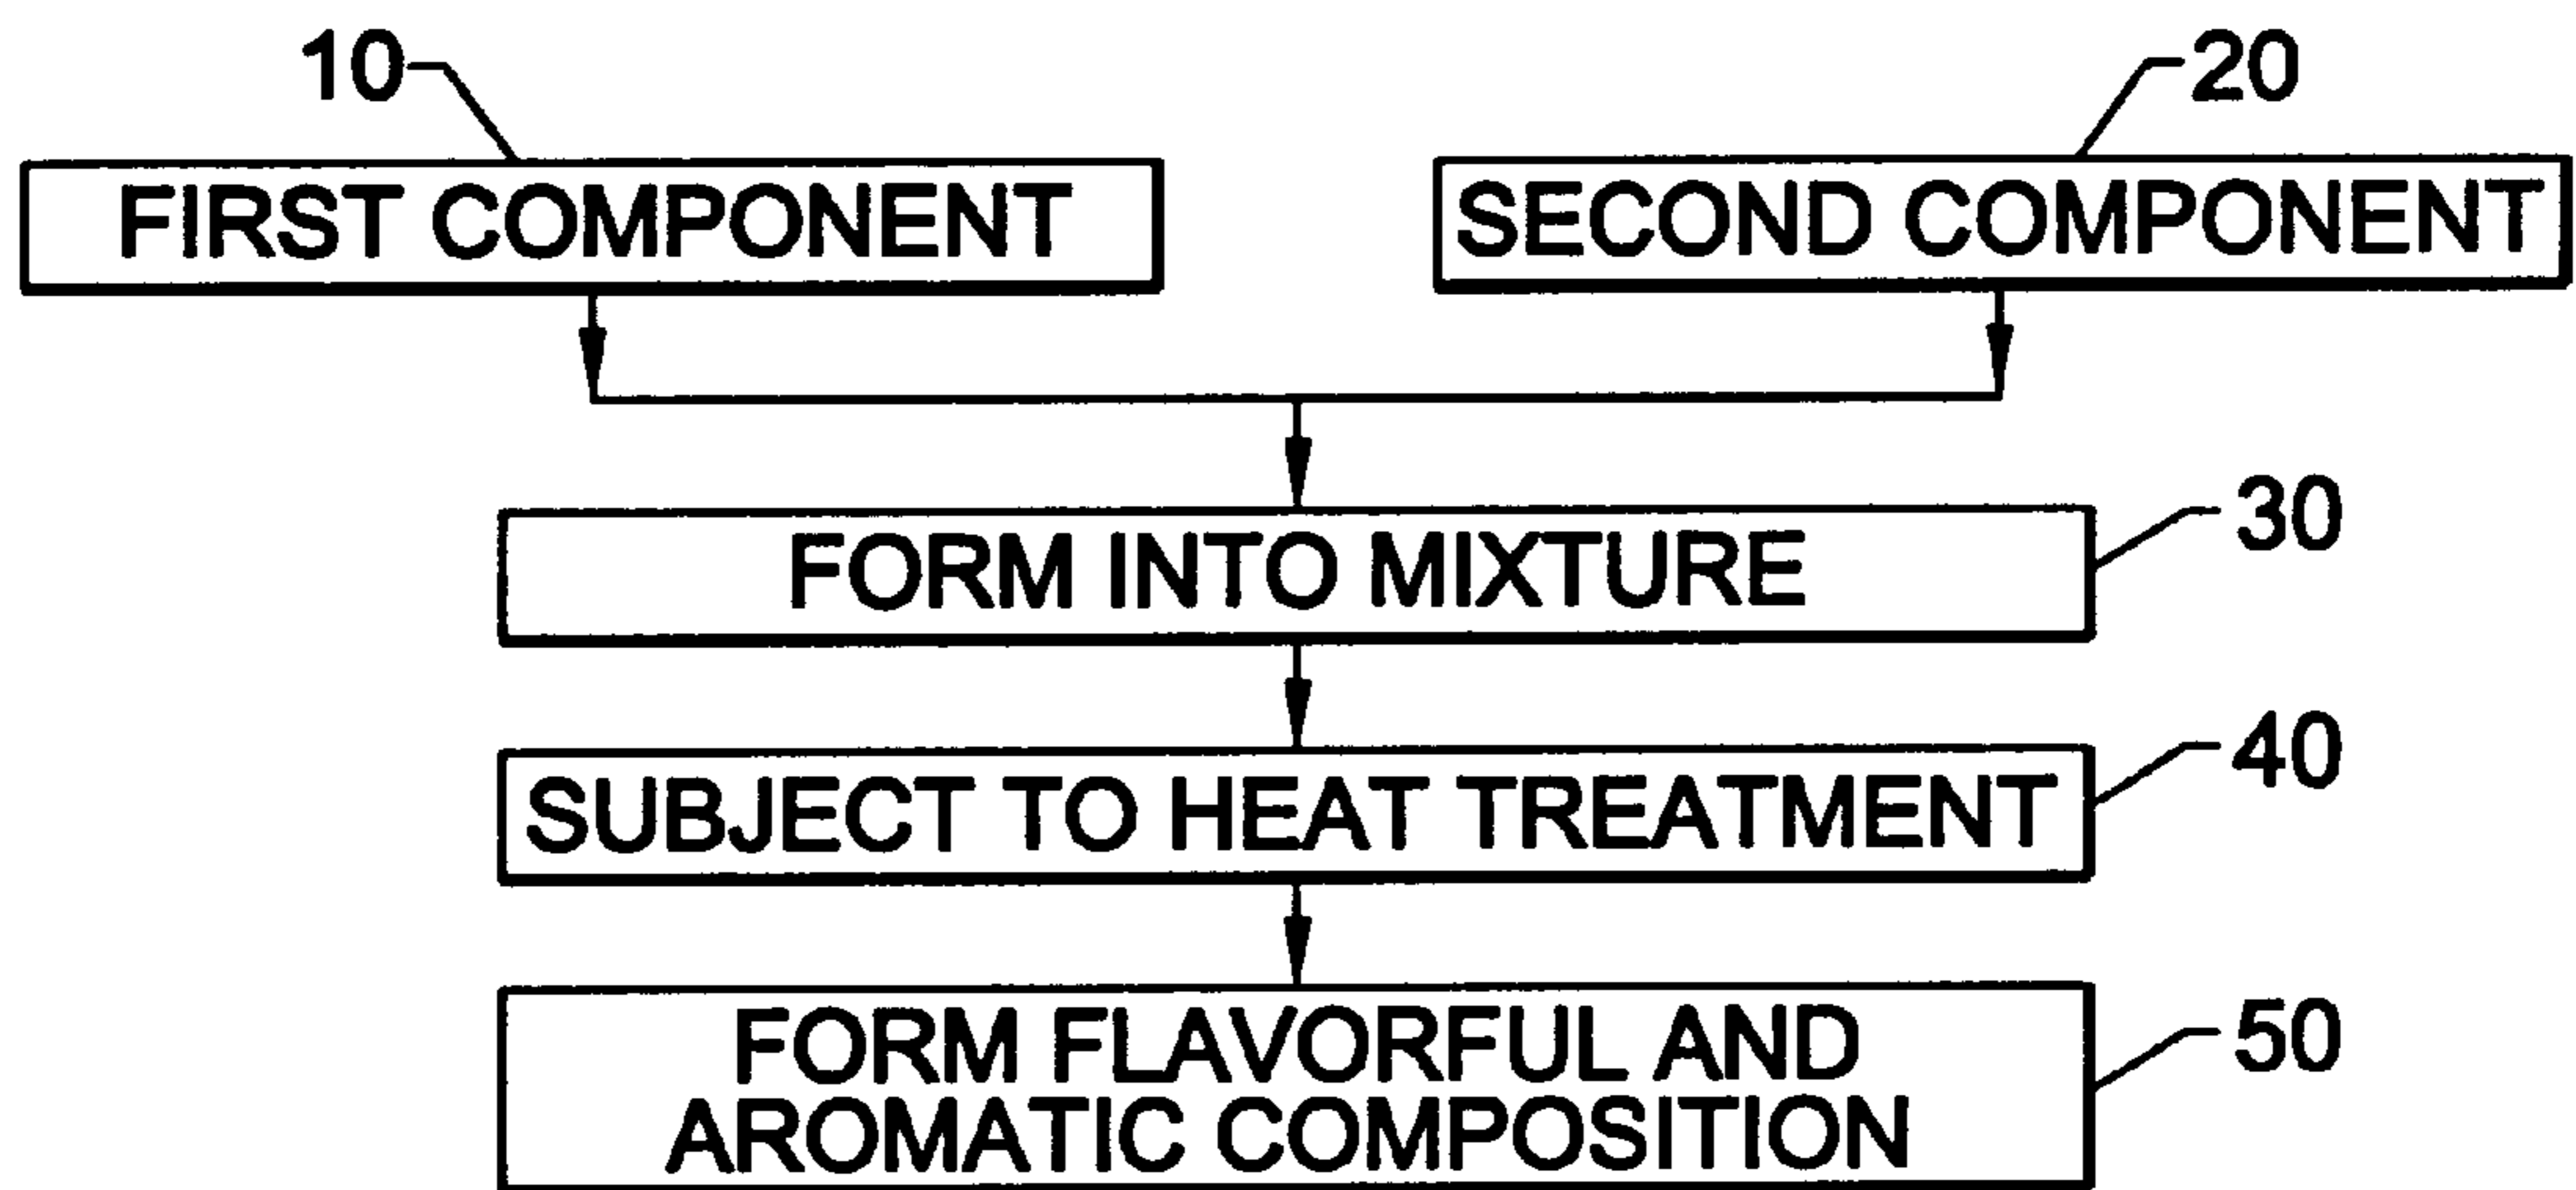 10
20
FIRST COMPONENT
SECOND COMPONENT
30
FORM INTO MIXTURE
40
SUBJECT TO HEAT TREATMENT
50
FORM FLAVORFUL AND
AROMATIC COMPOSITION